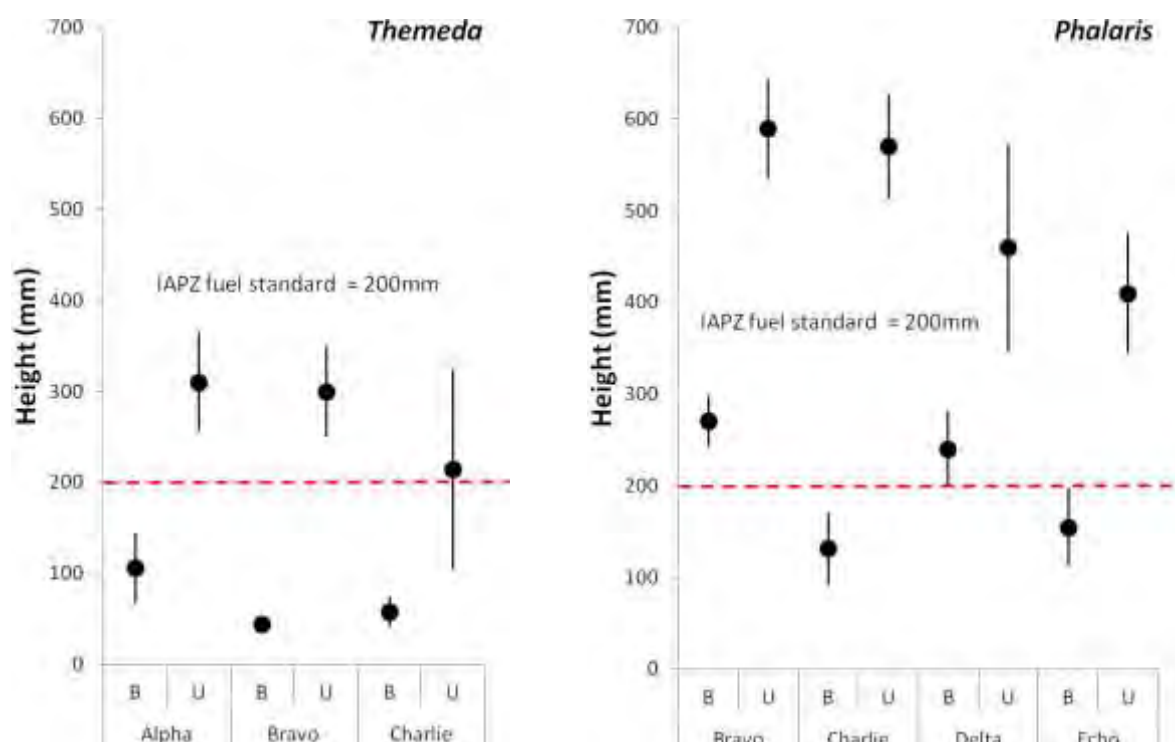 Themeda
700
600
500
400
300
200
100
0
Height (mm)
IAPZ fuel standard = 200mm
B U B U B U
Alpha Bravo Charlie
Phalaris
700
600
500
400
300
200
100
0
Height (mm)
IAPZ fuel standard = 200mm
B U B U B U B U
Bravo Charlie Delta Echo